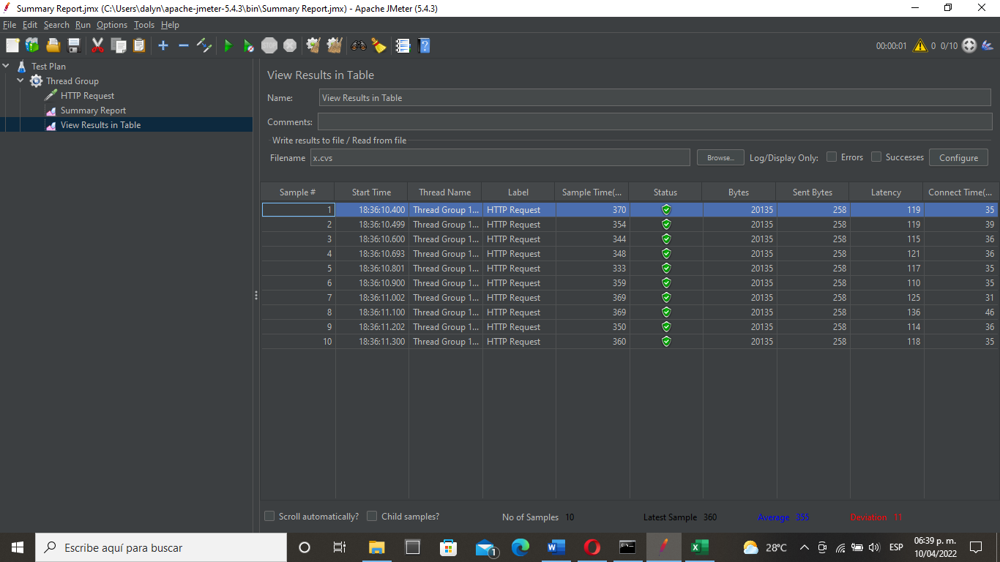 Summary Report.jmx (C:\Users\dalyn\apache-jmeter-5.4.3\bin\Summary Report.jmx) - Apache JMeter (5.4.3)
File Edit Search Run Options Tools Help
STOP 00:00:01 0 0/10
Test Plan
Thread Group
HTTP Request
Summary Report
View Results in Table
View Results in Table
Name: View Results in Table
Comments:
Write results to file / Read from file
Filename x.cvs Browse... Log/Display Only: Errors Successes Configure
Sample # Start Time Thread Name Label Sample Time(... Status Bytes Sent Bytes Latency Connect Time(...
1 18:36:10.400 Thread Group 1... HTTP Request 370 20135 258 119 35
2 18:36:10.499 Thread Group 1... HTTP Request 354 20135 258 119 39
3 18:36:10.600 Thread Group 1... HTTP Request 344 20135 258 115 36
4 18:36:10.693 Thread Group 1... HTTP Request 348 20135 258 121 36
5 18:36:10.801 Thread Group 1... HTTP Request 333 20135 258 117 35
6 18:36:10.900 Thread Group 1... HTTP Request 359 20135 258 110 35
7 18:36:11.002 Thread Group 1... HTTP Request 369 20135 258 125 31
8 18:36:11.100 Thread Group 1... HTTP Request 369 20135 258 136 46
9 18:36:11.202 Thread Group 1... HTTP Request 350 20135 258 114 36
10 18:36:11.300 Thread Group 1... HTTP Request 360 20135 258 118 35
Scroll automatically? Child samples? No of Samples 10 Latest Sample 360 Average 355 Deviation 11
Escribe aquí para buscar 1 28°C ESP 06:39 p. m.
10/04/2022